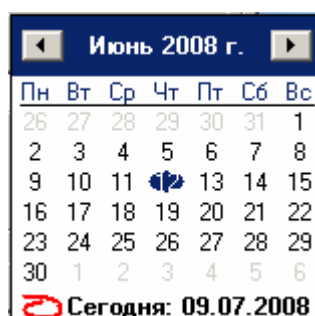 Июнь 2008 г.
Пн Вт Ср Чт Пт Сб Вс
26 27 28 29 30 31 1
2 3 4 5 6 7 8
9 10 11 12 13 14 15
16 17 18 19 20 21 22
23 24 25 26 27 28 29
30 1 2 3 4 5 6
Сегодня: 09.07.2008